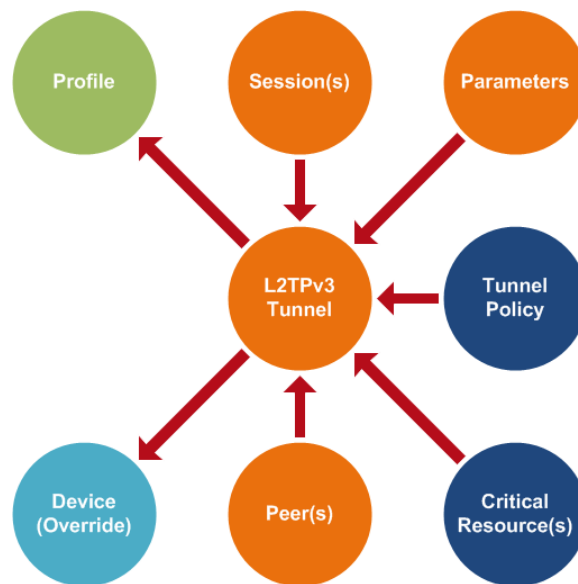 Profile
Session(s)
Parameters
L2TPv3
Tunnel
Tunnel
Policy
Device
(Override)
Peer(s)
Critical
Resource(s)